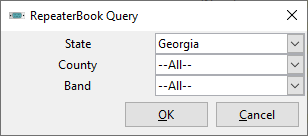 RepeaterBook Query
State Georgia
County --All--
Band --All--
OK Cancel